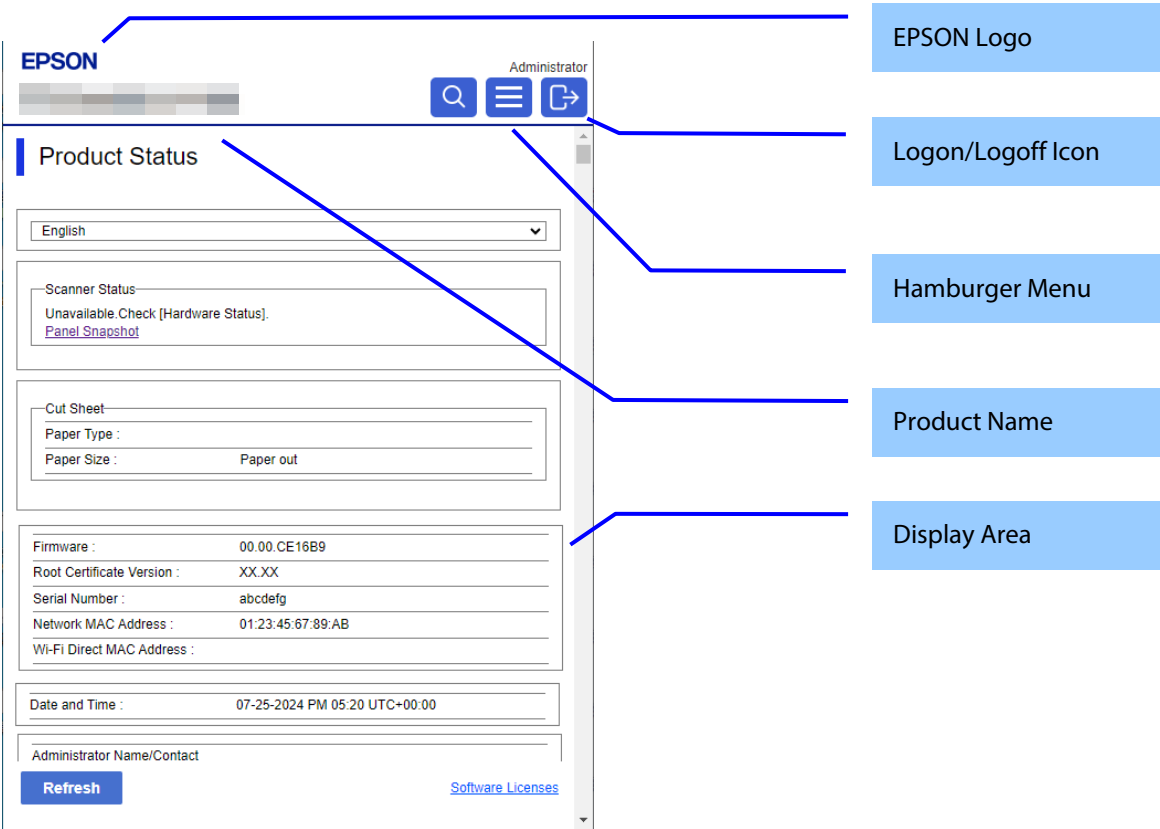 EPSON Logo
EPSON
Administrator
Logon/Logoff Icon
Product Status
English
Hamburger Menu
Scanner Status
Unavailable.Check [Hardware Status].
Panel Snapshot
Product Name
Cut Sheet
Paper Type :
Paper Size : Paper out
Display Area
Firmware : 00.00.CE16B9
Root Certificate Version : XX.XX
Serial Number : abcdefg
Network MAC Address : 01:23:45:67:89:AB
Wi-Fi Direct MAC Address :
Date and Time : 07-25-2024 PM 05:20 UTC+00:00
Administrator Name/Contact
Refresh
Software Licenses